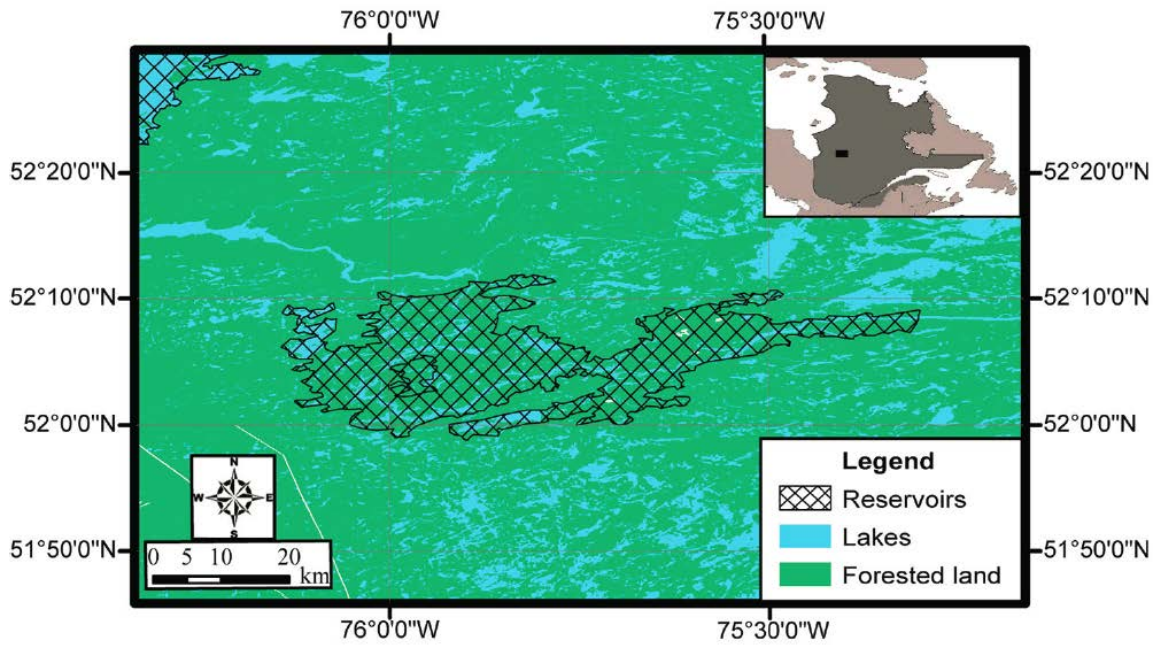 76°0'0"W 75°30'0"W
52°20'0"N 52°20'0"N
52°10'0"N 52°10'0"N
52°0'0"N 52°0'0"N
51°50'0"N 51°50'0"N
N
W E
S
0 5 10 20
km
Legend
Reservoirs
Lakes
Forested land
76°0'0"W 75°30'0"W